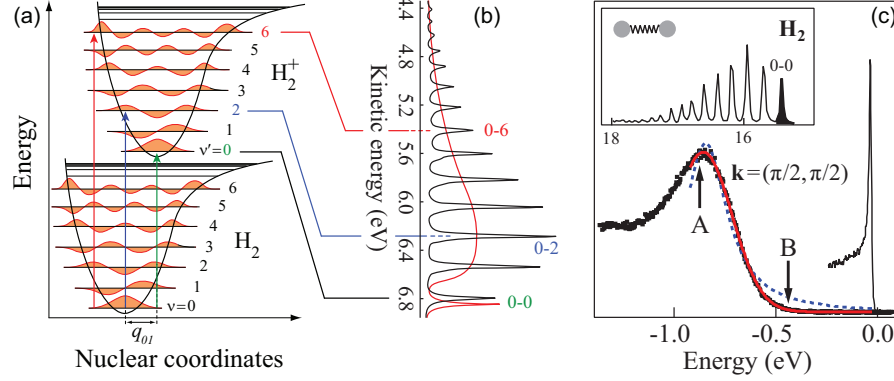 (a)
Energy
6
5
4
3
2
1
ν'=0
H₂⁺
6
5
4
3
2
1
ν=0
H₂
q₀₁
Nuclear coordinates
(b)
Kinetic energy (eV)
4.4
4.8
5.2
5.6
6.0
6.4
6.8
0-6
0-2
0-0
(c)
H₂
0-0
18
16
k = (π/2, π/2)
A
B
-1.0
-0.5
0.0
Energy (eV)